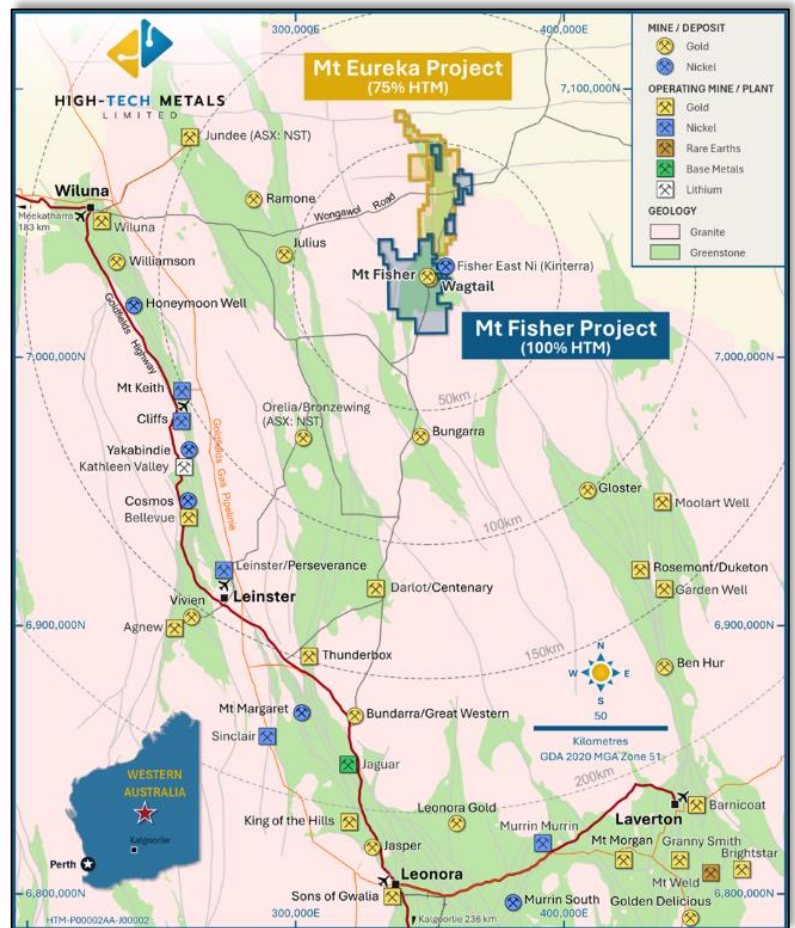 HIGH-TECH METALS
LIMITED
300,000E
400,000E
Mt Eureka Project
(75% HTM)
7,100,000N
MINE / DEPOSIT
Gold
Nickel
OPERATING MINE / PLANT
Gold
Nickel
Rare Earths
Base Metals
Lithium
GEOLOGY
Granite
Greenstone
Jundee (ASX: NST)
Wiluna
Meekatharra
183 km
Wiluna
Ramone
Wongawol Road
Williamson
Julius
Mt Fisher
Fisher East Ni (Kinterra)
Wagtail
Honeymoon Well
Goldfields Highway
Mt Fisher Project
(100% HTM)
7,000,000N
7,000,000N
Mt Keith
Cliffs
50km
Orelia/Bronzewing
(ASX: NST)
Bungarra
Goldfields Gas Pipelinie
Yakabindie
Kathleen Valley
Gloster
Moolart Well
Cosmos
Bellevue
100km
Leinster/Perseverance
Rosemont/Duketon
Darlot/Centenary
Garden Well
Leinster
Vivien
Agnew
6,900,000N
6,900,000N
150km
Thunderbox
Ben Hur
N
W
E
S
50
Kilometres
GDA 2020 MGA Zone 51
Mt Margaret
Bundarra/Great Western
Sinclair
Jaguar
200km
WESTERN
AUSTRALIA
Kalgoorlie
Perth
Leonora Gold
Laverton
Barnicoat
King of the Hills
Murrin Murrin
Jasper
Mt Morgan
Granny Smith
Brightstar
Leonora
Mt Weld
Sons of Gwalia
Murrin South
Golden Delicious
6,800,000N
6,800,000N
HTM-P00002AA-J00002
300,000E
Kalgoorlie 236 km
400,000E